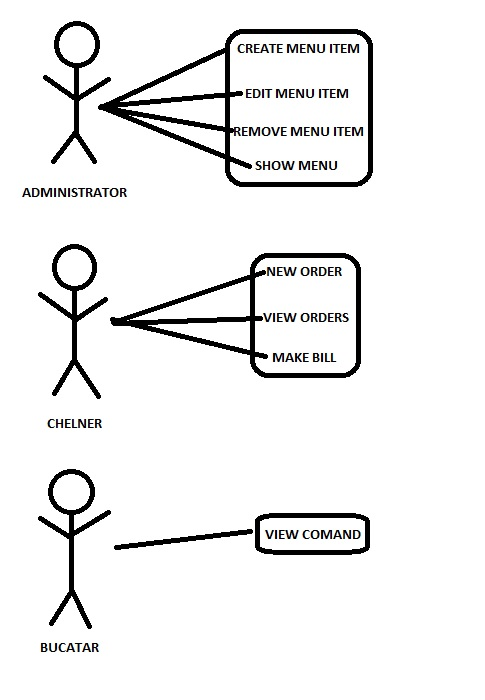 CREATE MENU ITEM
EDIT MENU ITEM
REMOVE MENU ITEM
SHOW MENU
ADMINISTRATOR
NEW ORDER
VIEW ORDERS
MAKE BILL
CHELNER
VIEW COMAND
BUCATAR